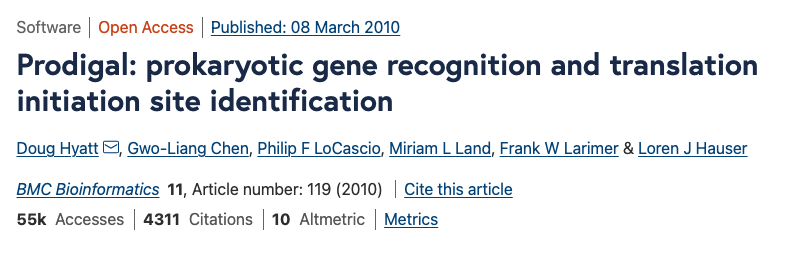 Software | Open Access | Published: 08 March 2010
Prodigal: prokaryotic gene recognition and translation
initiation site identification
Doug Hyatt, Gwo-Liang Chen, Philip F LoCascio, Miriam L Land, Frank W Larimer & Loren J Hauser
BMC Bioinformatics 11, Article number: 119 (2010) | Cite this article
55k Accesses | 4311 Citations | 10 Altmetric | Metrics